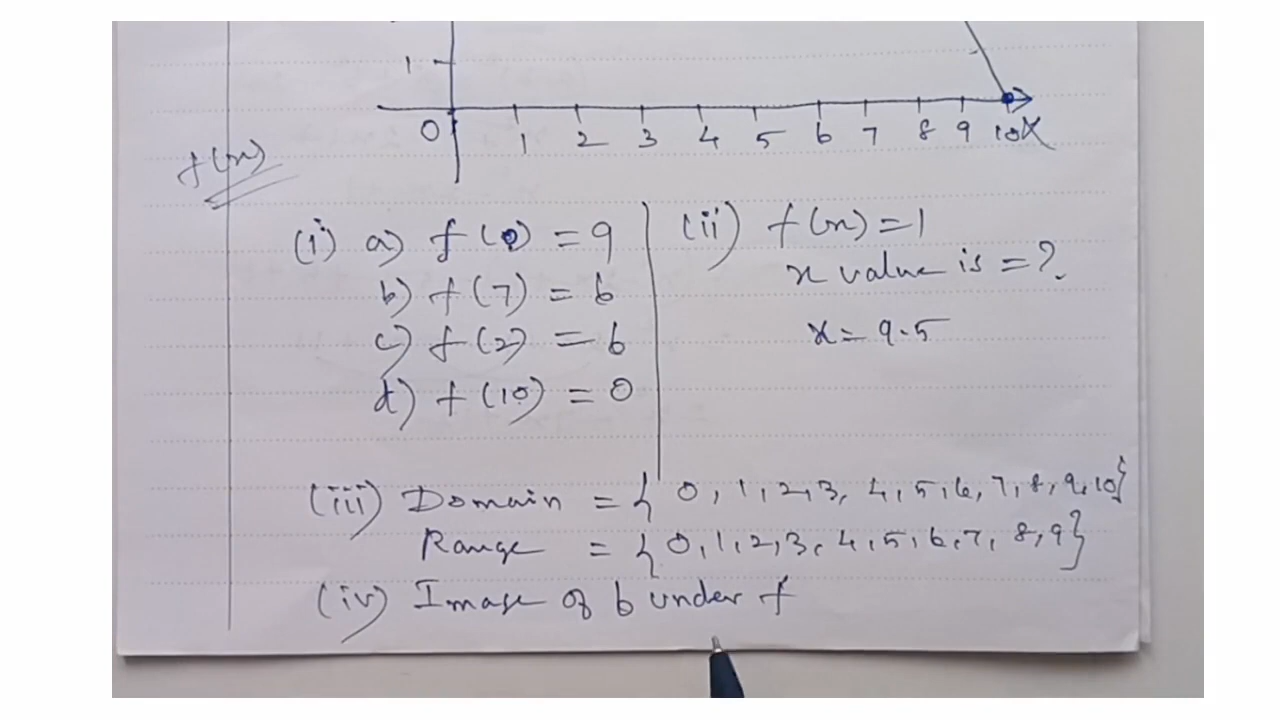 1
0 1 2 3 4 5 6 7 8 9 10 X
f(x)
(i) a) f(0) = 9
b) f(7) = 6
c) f(2) = 6
d) f(10) = 0
(ii) f(x) = 1
x value is = ?
x = 9.5
(iii) Domain = { 0, 1, 2, 3, 4, 5, 6, 7, 8, 9, 10}
Range = { 0, 1, 2, 3, 4, 5, 6, 7, 8, 9 }
(iv) Image of 6 under f